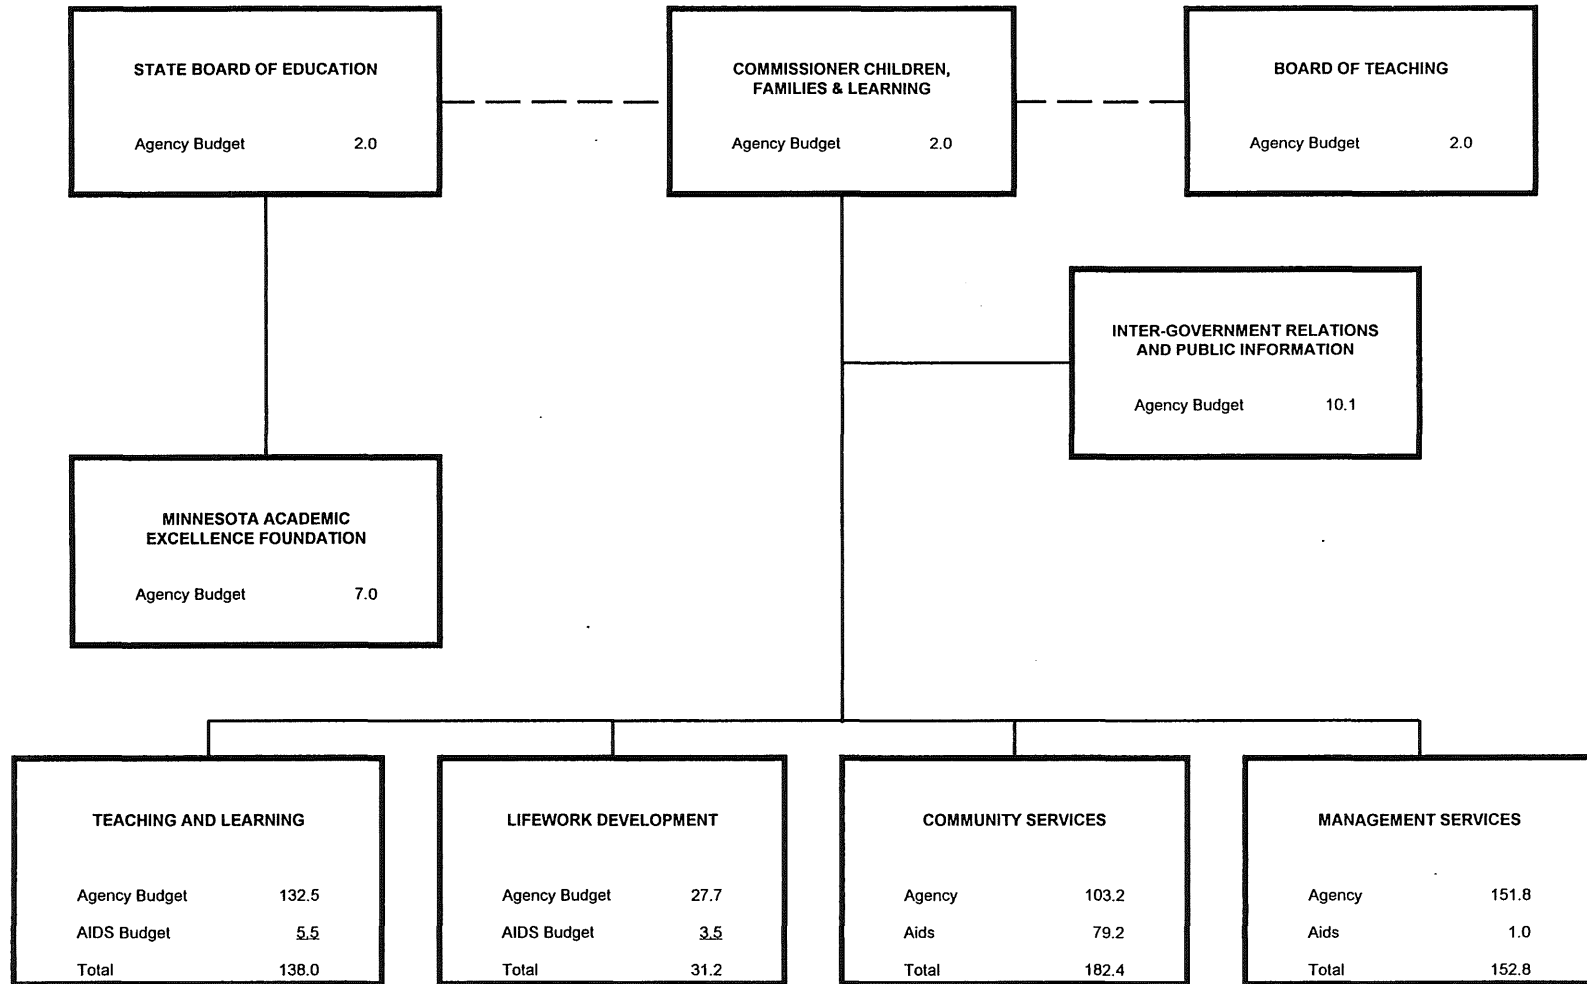 STATE BOARD OF EDUCATION
Agency Budget 2.0
COMMISSIONER CHILDREN,
FAMILIES & LEARNING
Agency Budget 2.0
BOARD OF TEACHING
Agency Budget 2.0
INTER-GOVERNMENT RELATIONS
AND PUBLIC INFORMATION
Agency Budget 10.1
MINNESOTA ACADEMIC
EXCELLENCE FOUNDATION
Agency Budget 7.0
TEACHING AND LEARNING
Agency Budget 132.5
AIDS Budget 5.5
Total 138.0
LIFEWORK DEVELOPMENT
Agency Budget 27.7
AIDS Budget 3.5
Total 31.2
COMMUNITY SERVICES
Agency 103.2
Aids 79.2
Total 182.4
MANAGEMENT SERVICES
Agency 151.8
Aids 1.0
Total 152.8